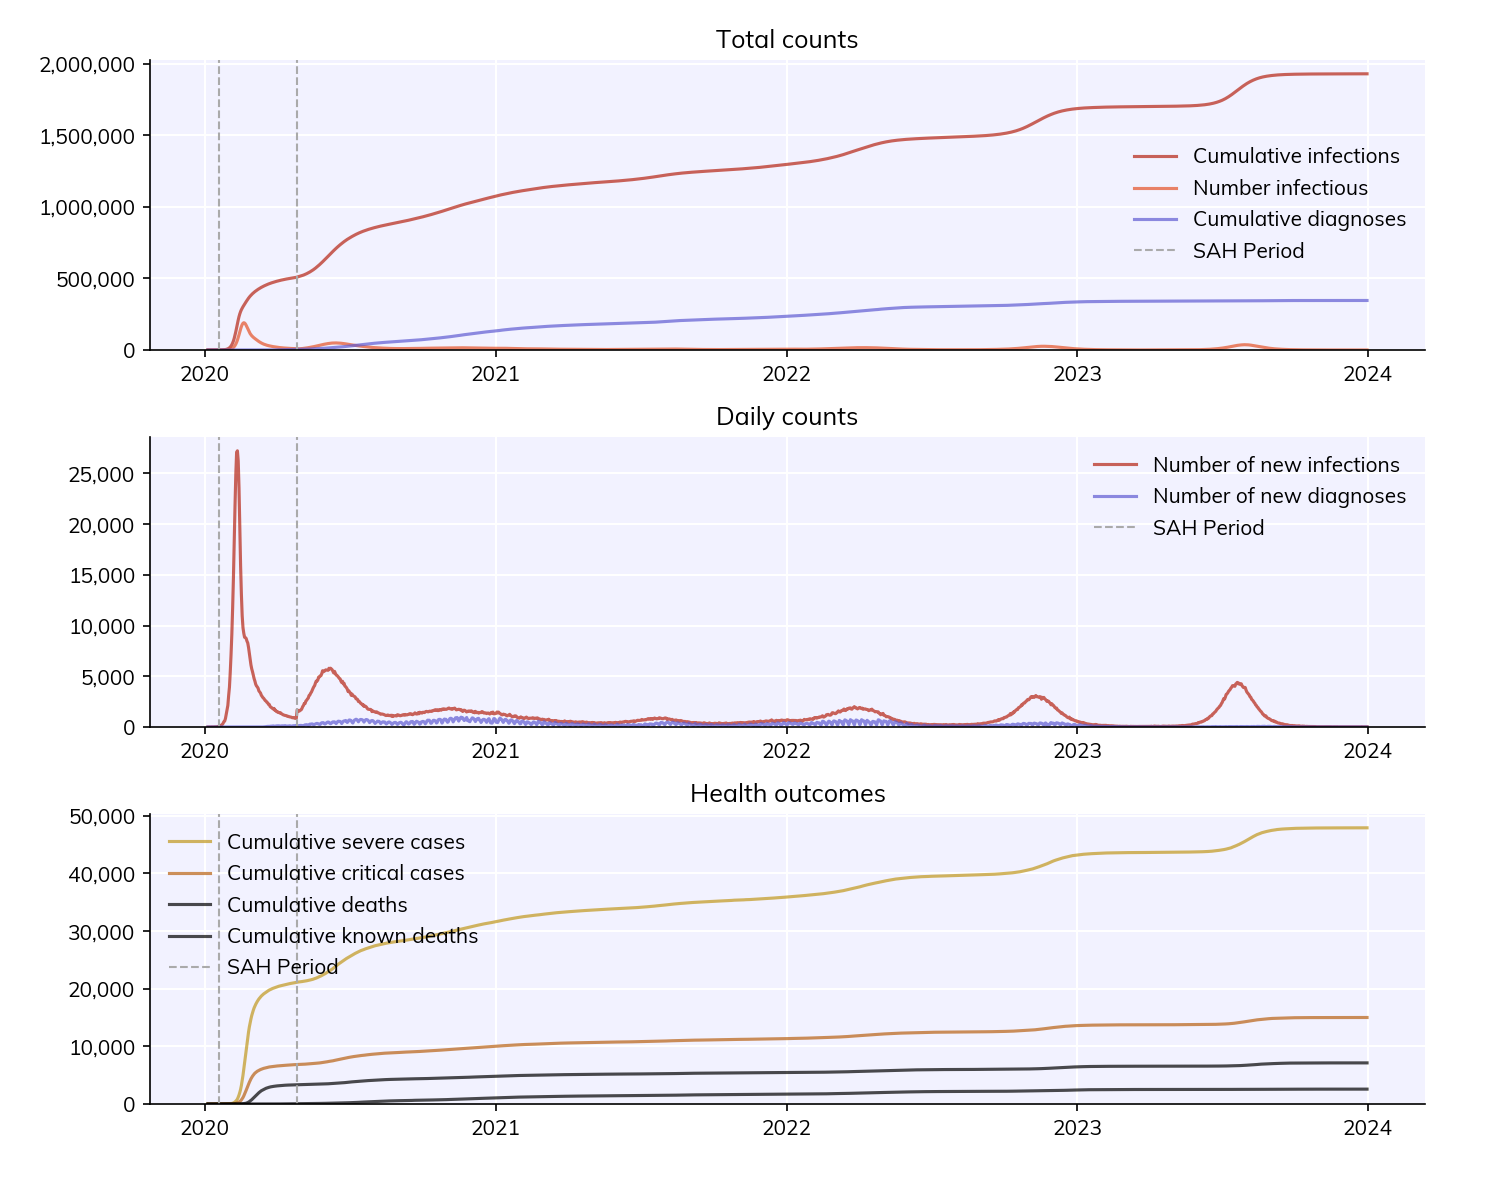 Total counts
2,000,000
1,500,000
1,000,000
500,000
0
Cumulative infections
Number infectious
Cumulative diagnoses
SAH Period
2020 2021 2022 2023 2024
Daily counts
25,000
20,000
15,000
10,000
5,000
0
Number of new infections
Number of new diagnoses
SAH Period
2020 2021 2022 2023 2024
Health outcomes
50,000
40,000
30,000
20,000
10,000
0
Cumulative severe cases
Cumulative critical cases
Cumulative deaths
Cumulative known deaths
SAH Period
2020 2021 2022 2023 2024